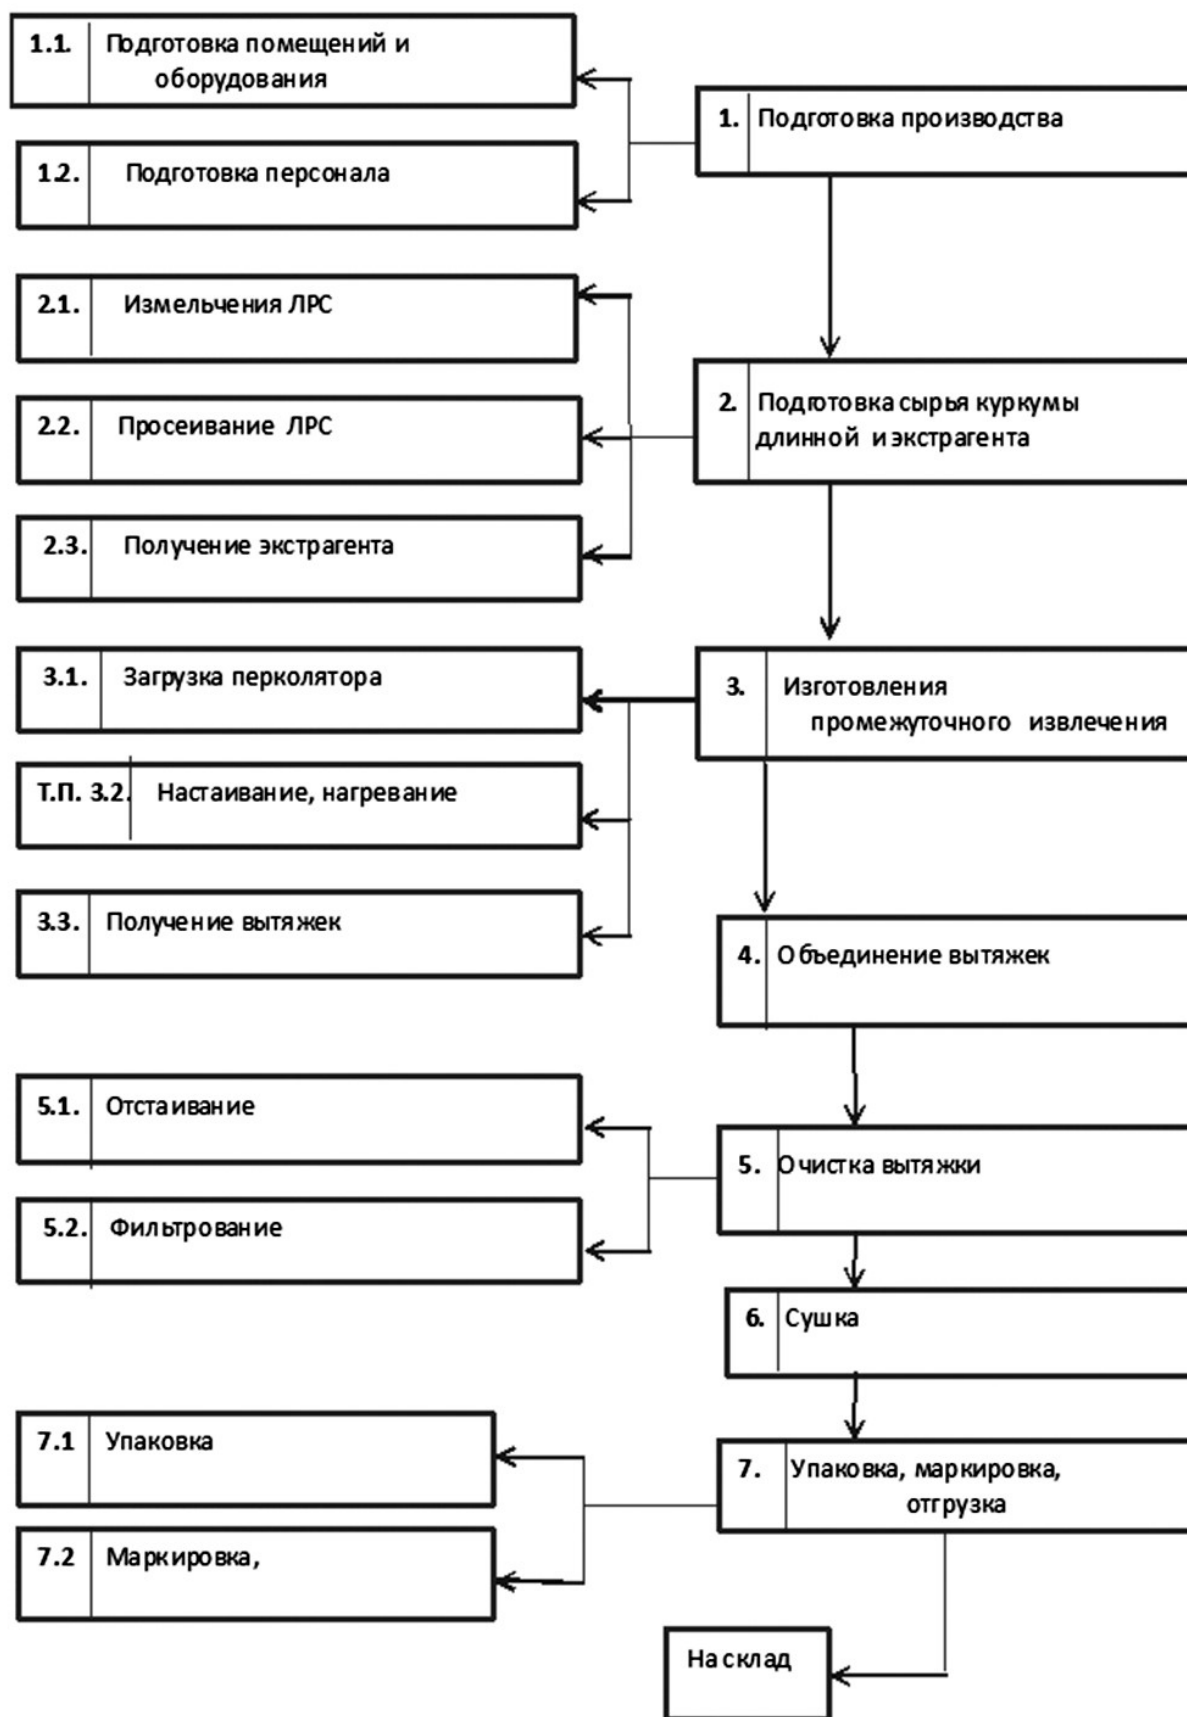 1.1. Подготовка помещений и
оборудования
1. Подготовка производства
1.2. Подготовка персонала
2.1. Измельчения ЛРС
2. Подготовка сырья куркумы
длинной и экстрагента
2.2. Просеивание ЛРС
2.3. Получение экстрагента
3.1. Загрузка перколятора
3. Изготовления
промежуточного извлечения
Т.П. 3.2. Настаивание, нагревание
3.3. Получение вытяжек
4. Объединение вытяжек
5.1. Отстаивание
5. Очистка вытяжки
5.2. Фильтрование
6. Сушка
7.1 Упаковка
7. Упаковка, маркировка,
отгрузка
7.2 Маркировка,
На склад